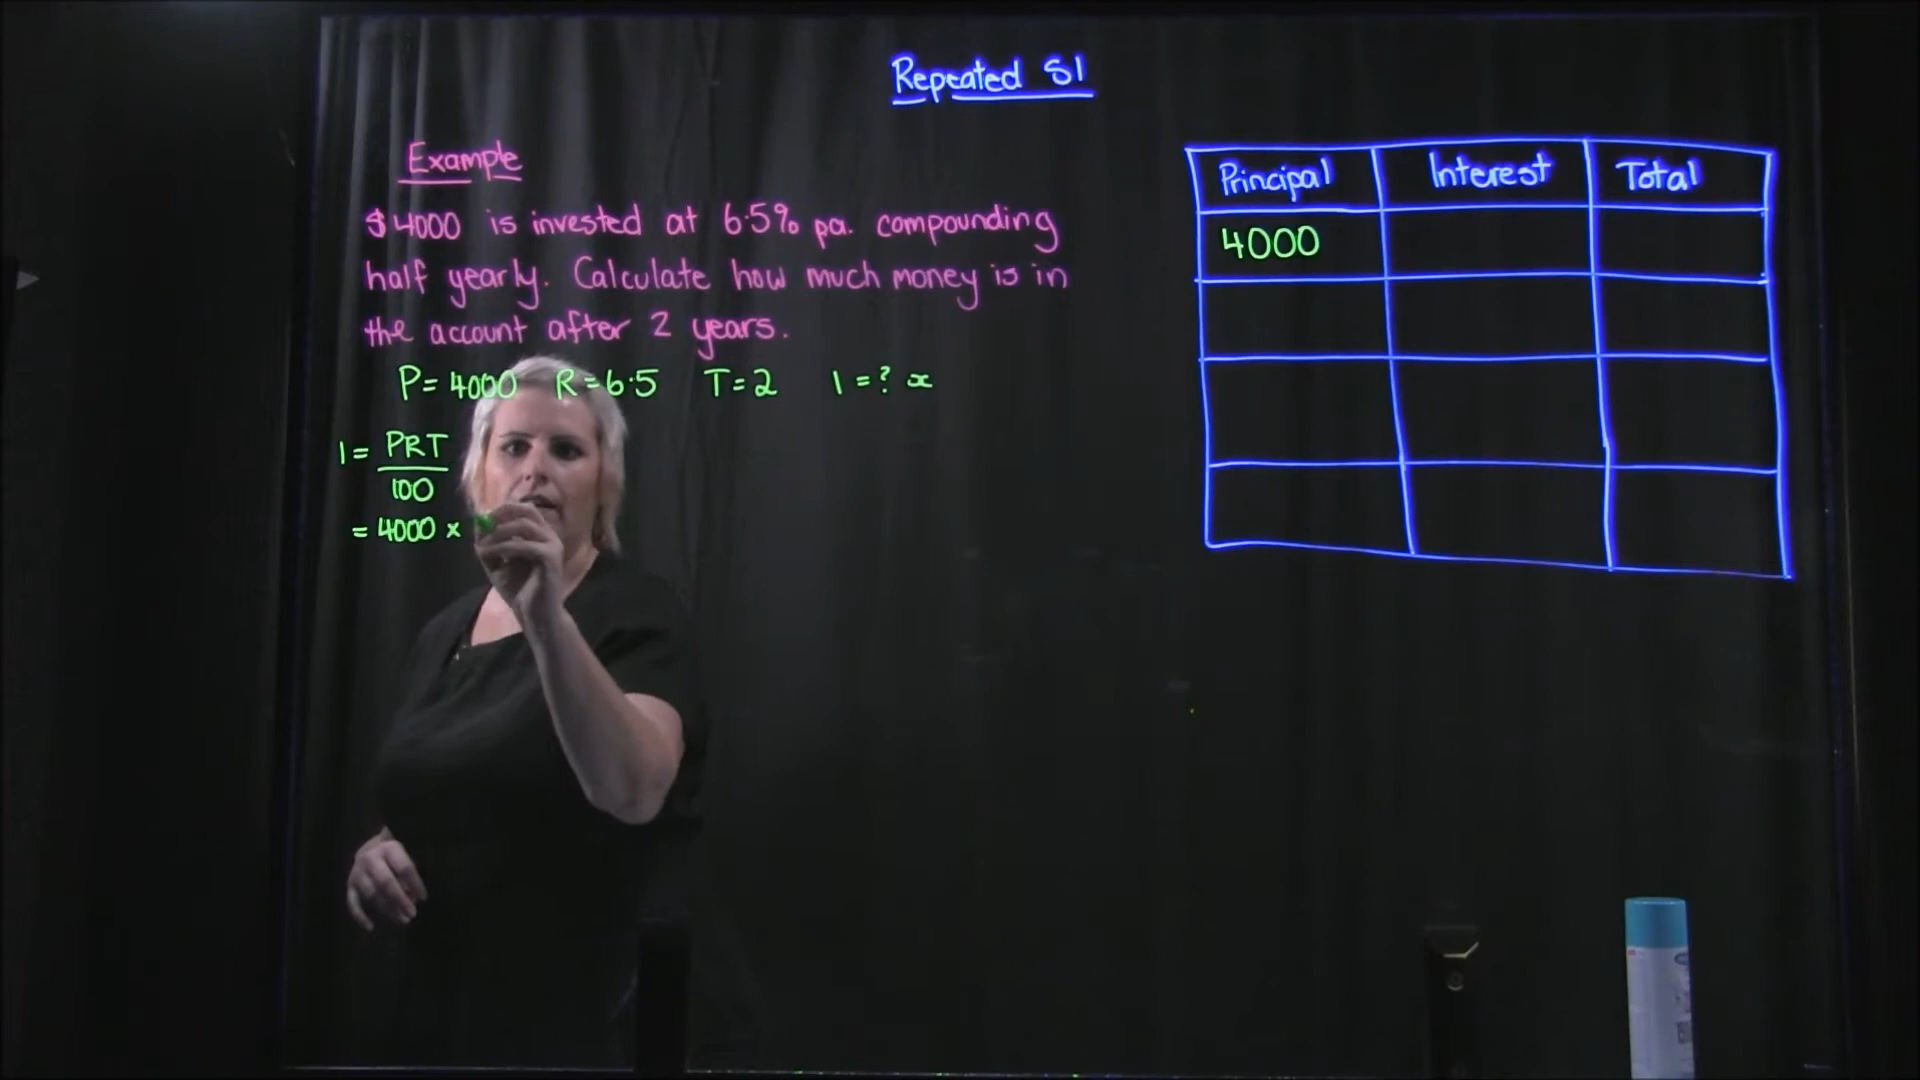 Repeated SI
Example
$4000 is invested at 6.5% pa. compounding
half yearly. Calculate how much money is in
the account after 2 years.
P = 4000 R = 6.5 T = 2 I = ? x
I = PRT
100
= 4000 x
Principal Interest Total
4000